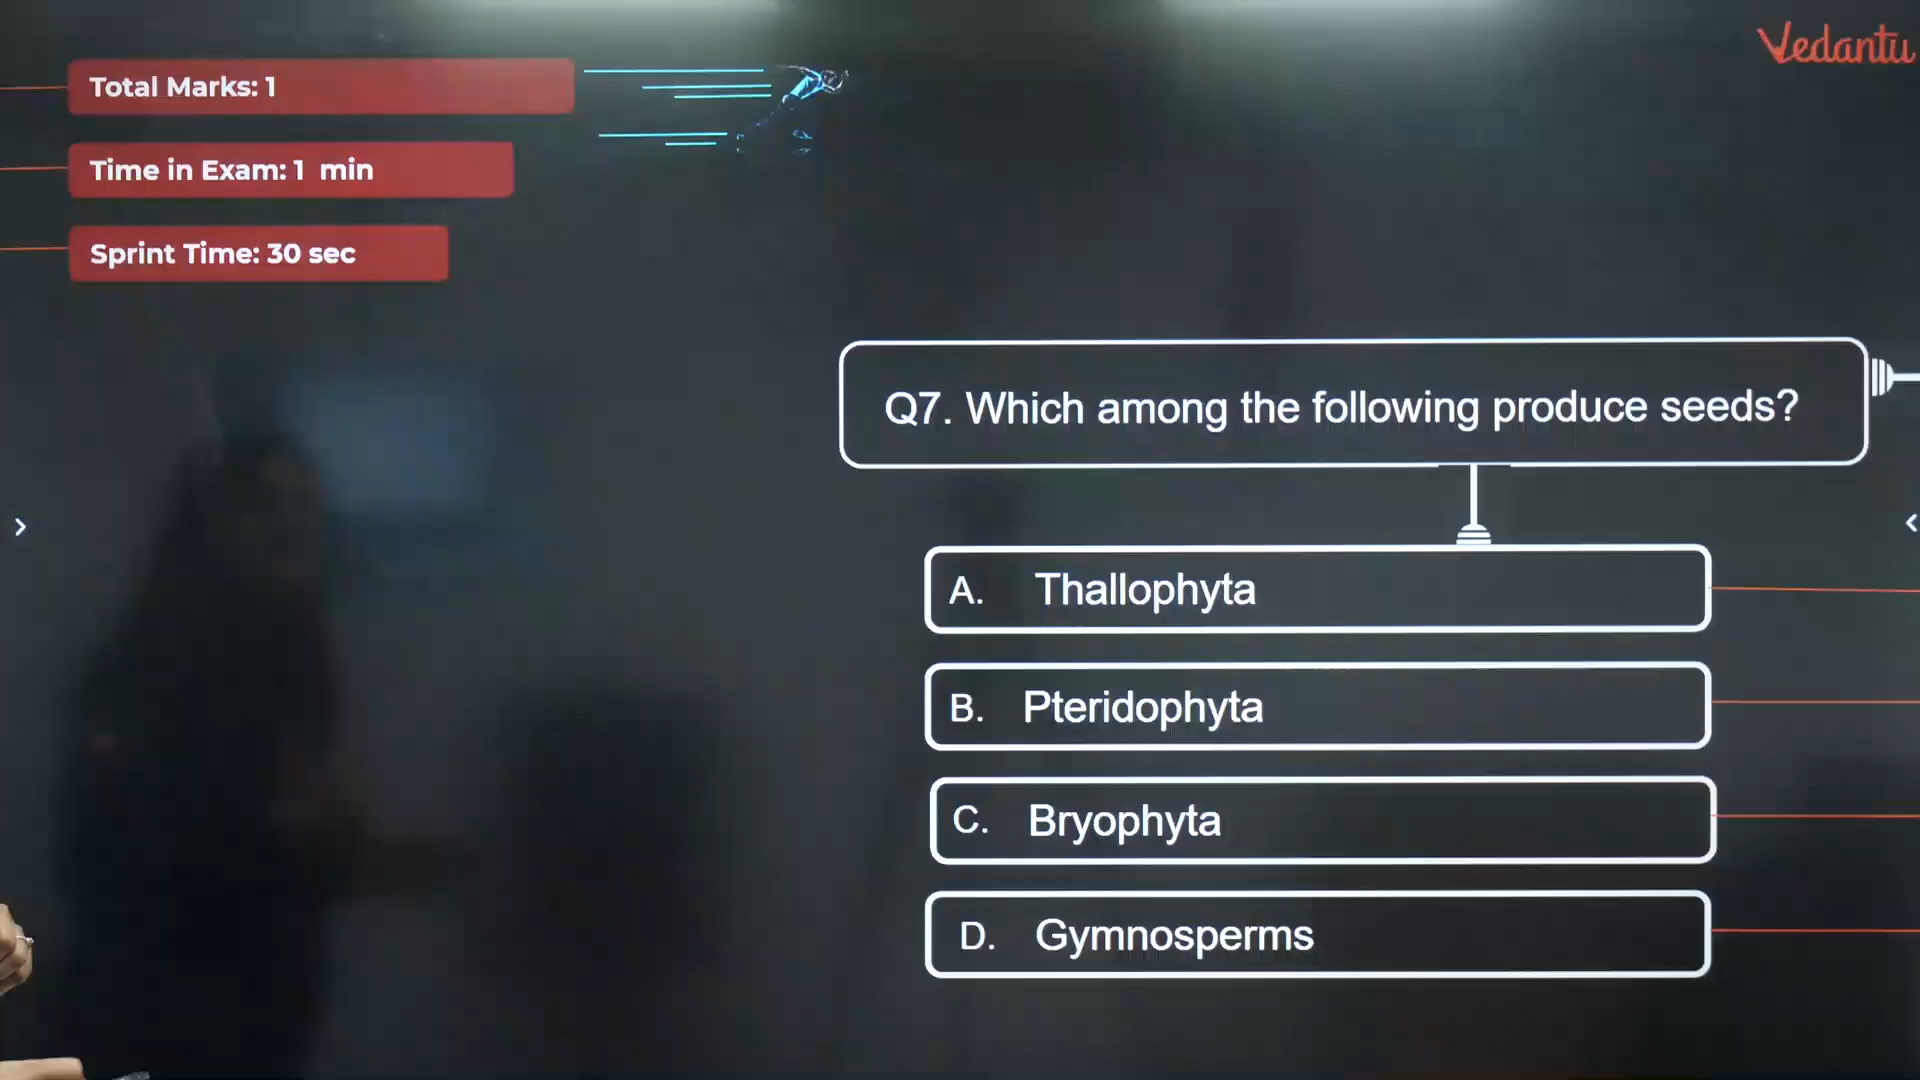 Vedantu
Total Marks: 1
Time in Exam: 1 min
Sprint Time: 30 sec
Q7. Which among the following produce seeds?
A. Thallophyta
B. Pteridophyta
C. Bryophyta
D. Gymnosperms